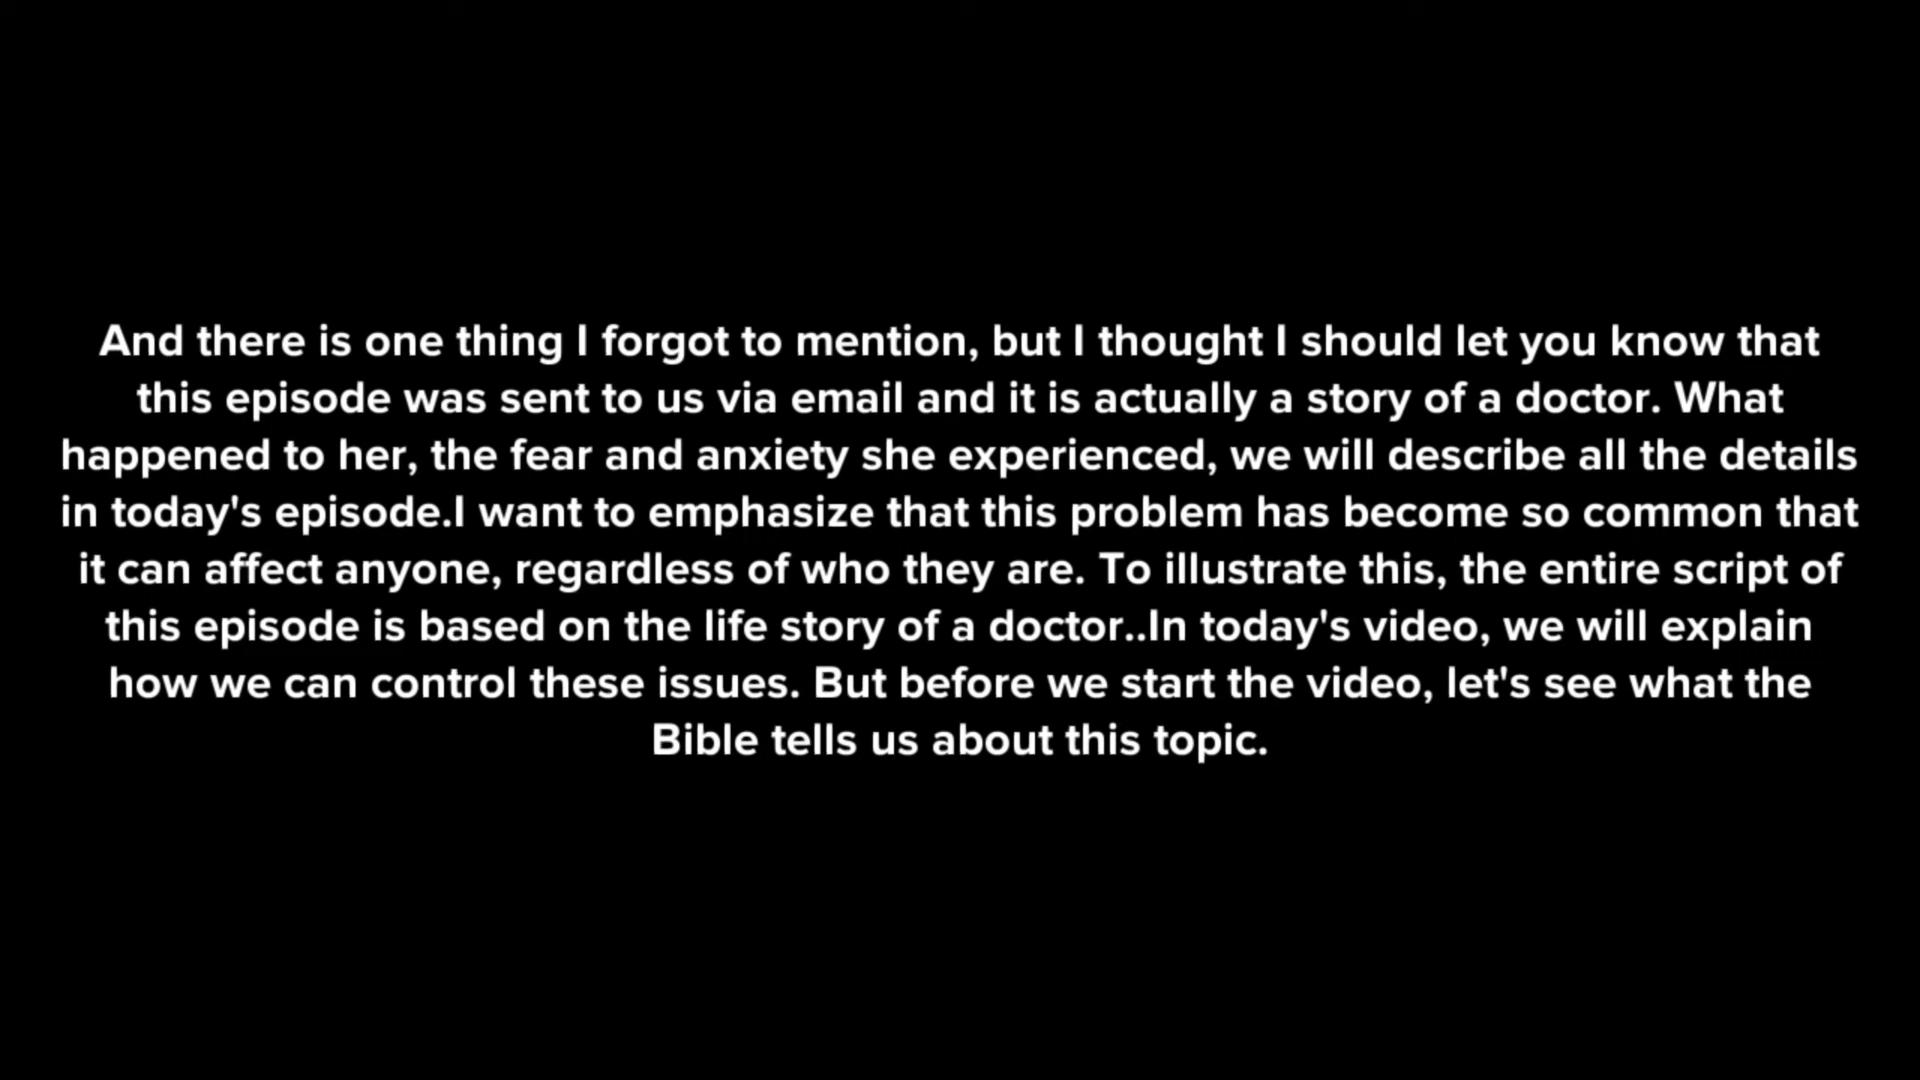 And there is one thing I forgot to mention, but I thought I should let you know that
this episode was sent to us via email and it is actually a story of a doctor. What
happened to her, the fear and anxiety she experienced, we will describe all the details
in today's episode.I want to emphasize that this problem has become so common that
it can affect anyone, regardless of who they are. To illustrate this, the entire script of
this episode is based on the life story of a doctor..In today's video, we will explain
how we can control these issues. But before we start the video, let's see what the
Bible tells us about this topic.